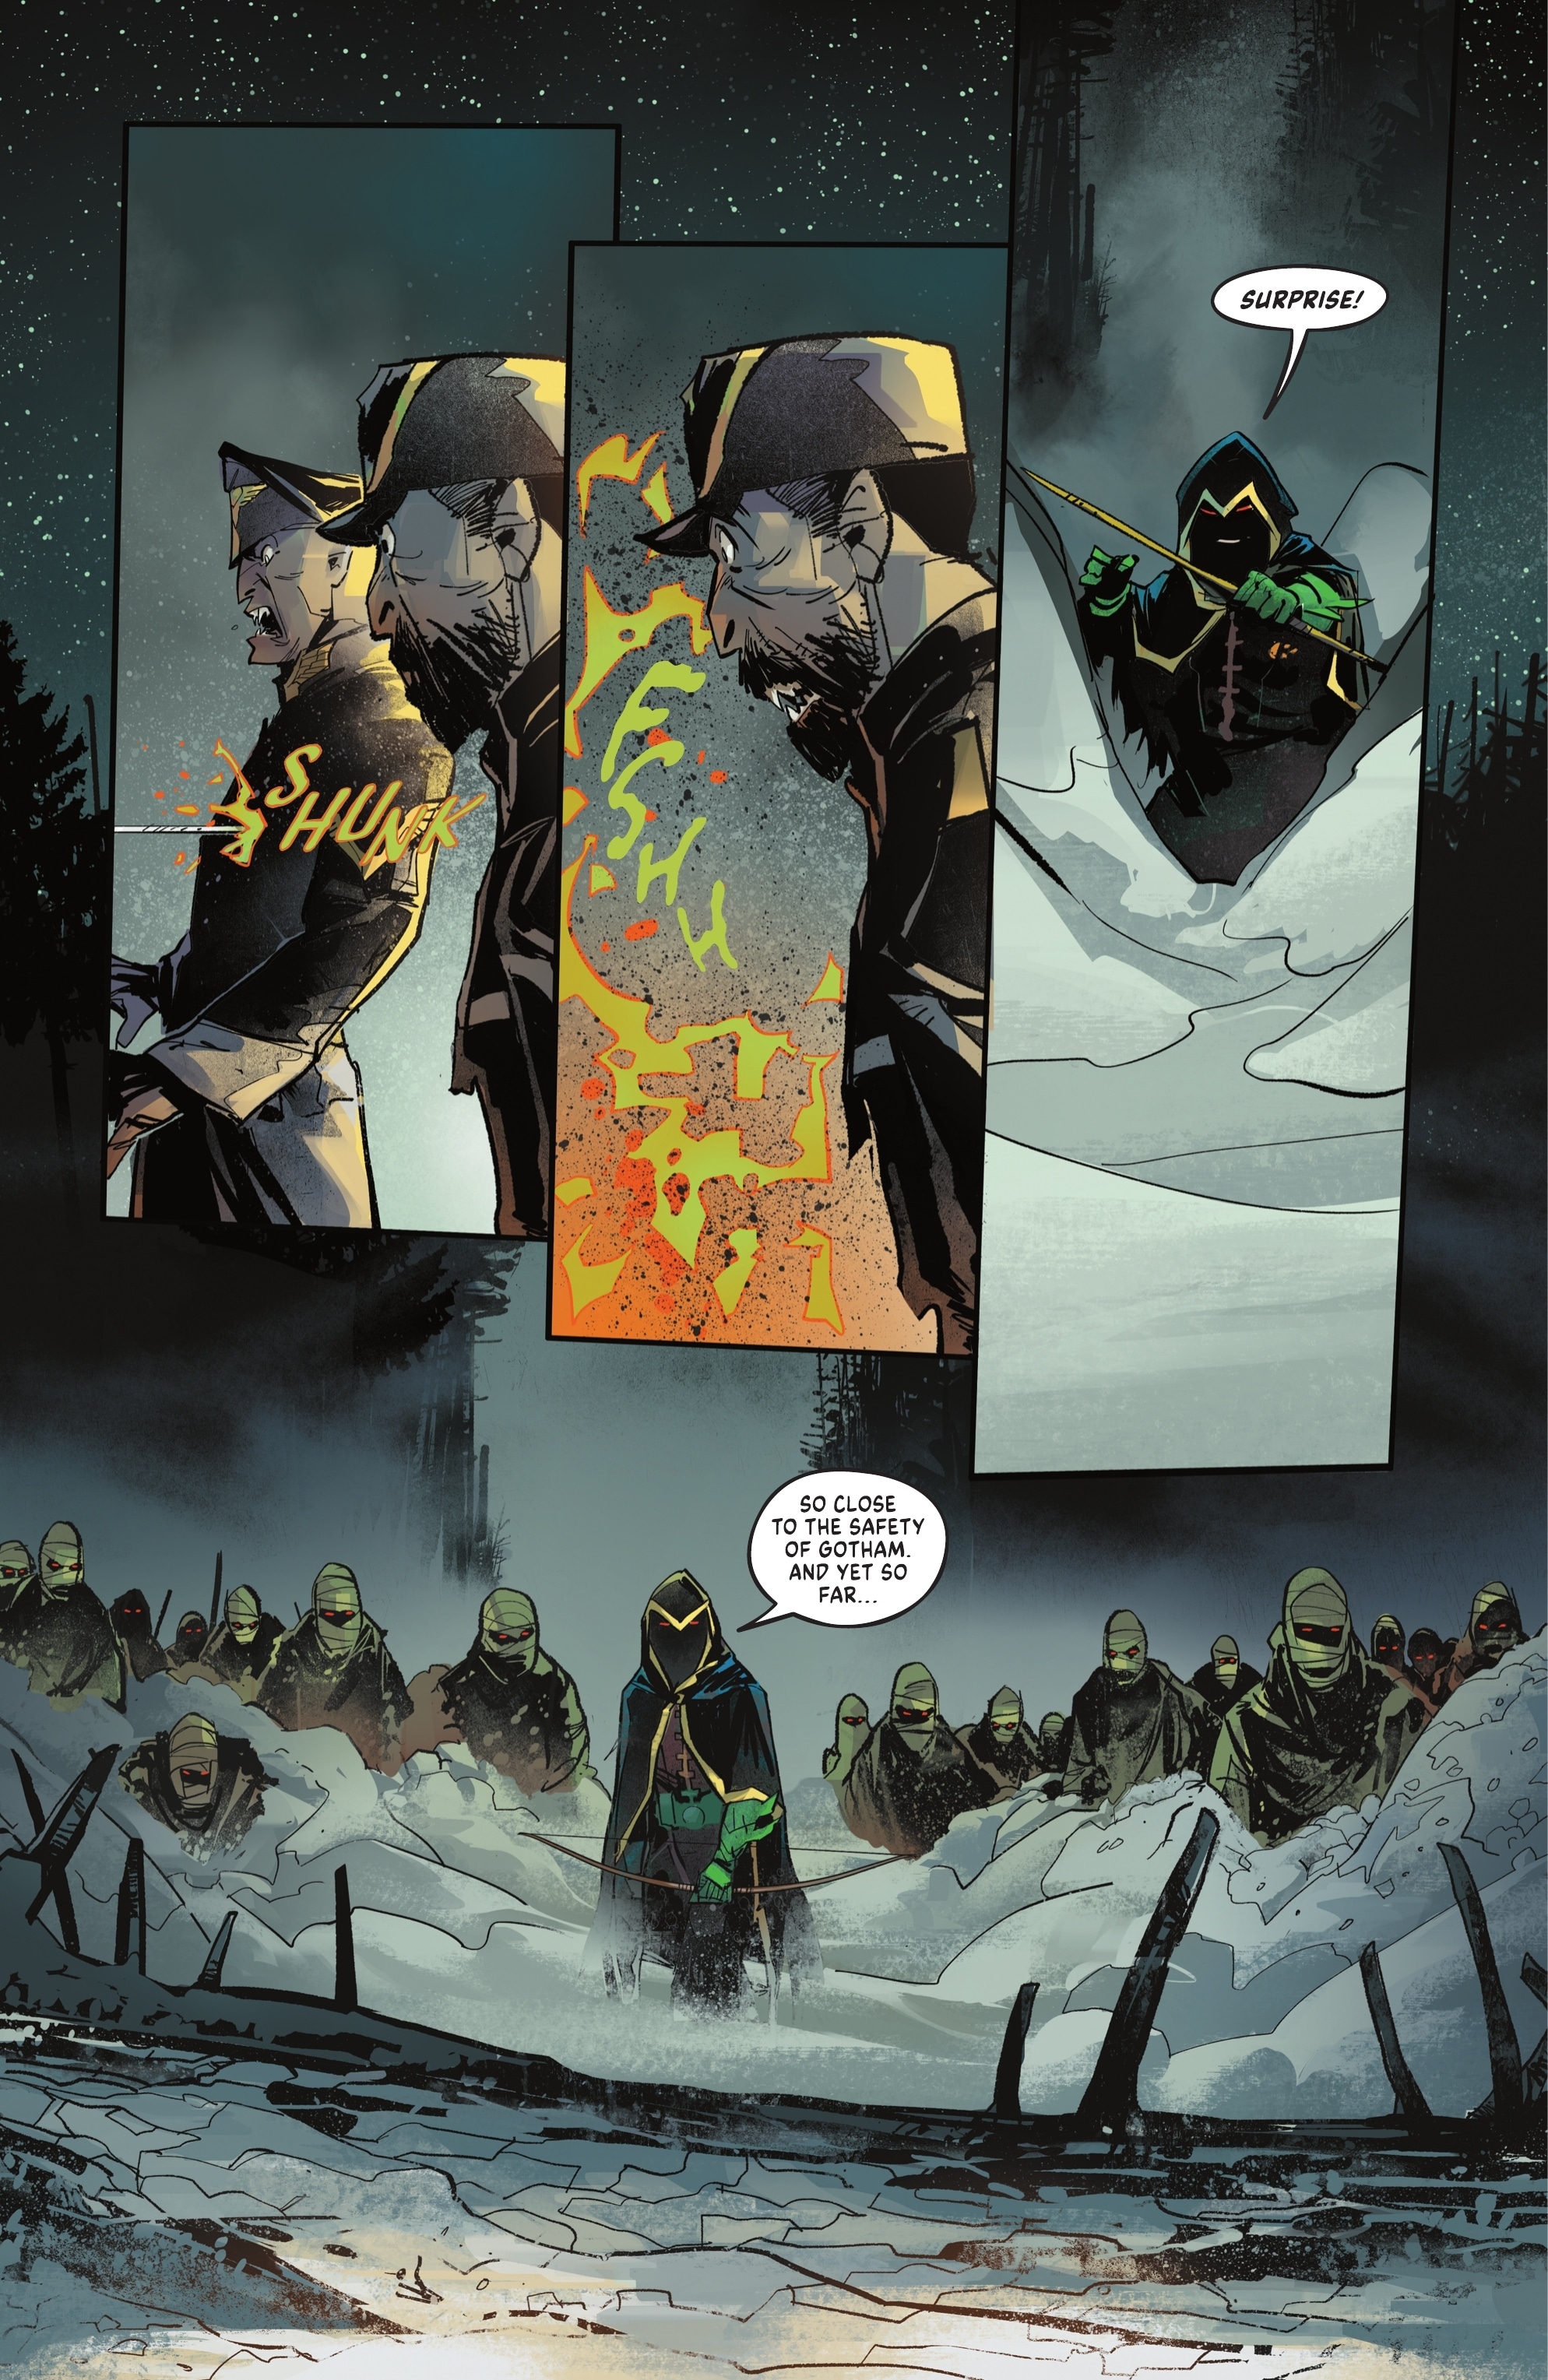 SHUNK
FSHH
SURPRISE!
SO CLOSE
TO THE SAFETY
OF GOTHAM.
AND YET SO
FAR...